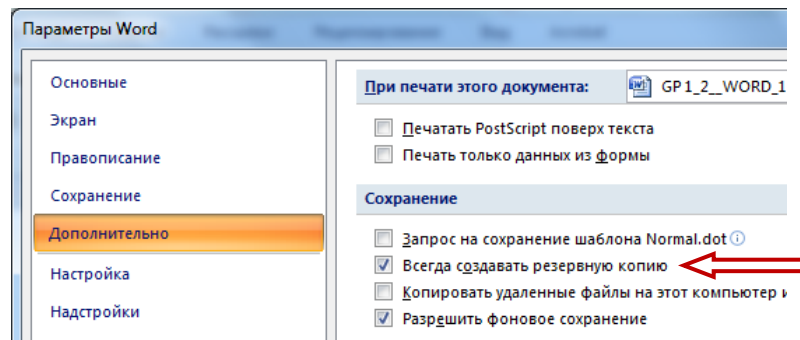 Параметры Word
Основные
Экран
Правописание
Сохранение
Дополнительно
Настройка
Надстройки
При печати этого документа: GP1_2__WORD_1
Печатать PostScript поверх текста
Печать только данных из формы
Сохранение
Запрос на сохранение шаблона Normal.dot
Всегда создавать резервную копию
Копировать удаленные файлы на этот компьютер и
Разрешить фоновое сохранение